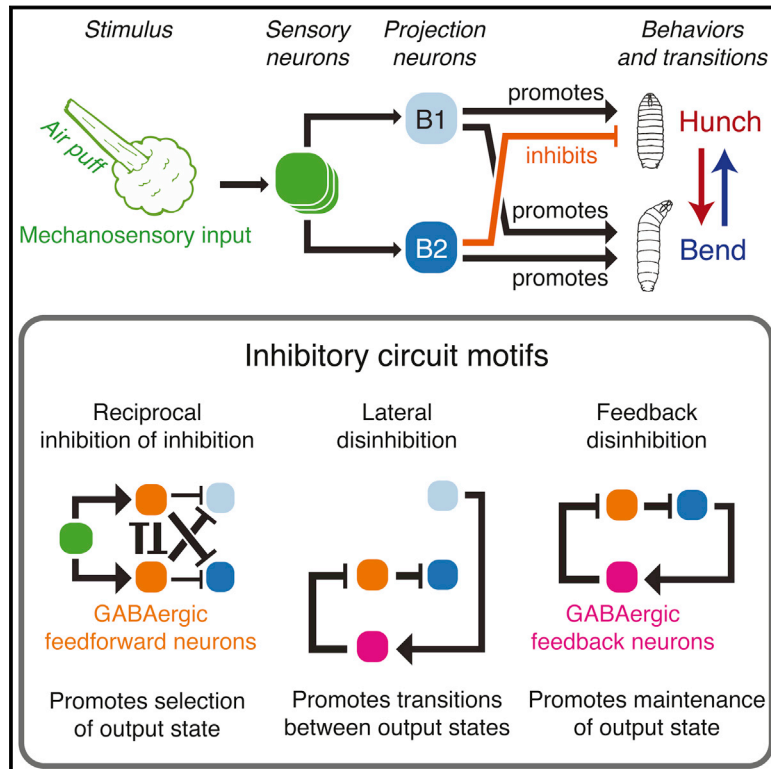 Stimulus
Sensory
neurons
Projection
neurons
Behaviors
and transitions
Air puff
Mechanosensory input
B1
B2
promotes
inhibits
promotes
promotes
Hunch
Bend
Inhibitory circuit motifs
Reciprocal
inhibition of inhibition
GABAergic
feedforward neurons
Promotes selection
of output state
Lateral
disinhibition
Promotes transitions
between output states
Feedback
disinhibition
GABAergic
feedback neurons
Promotes maintenance
of output state